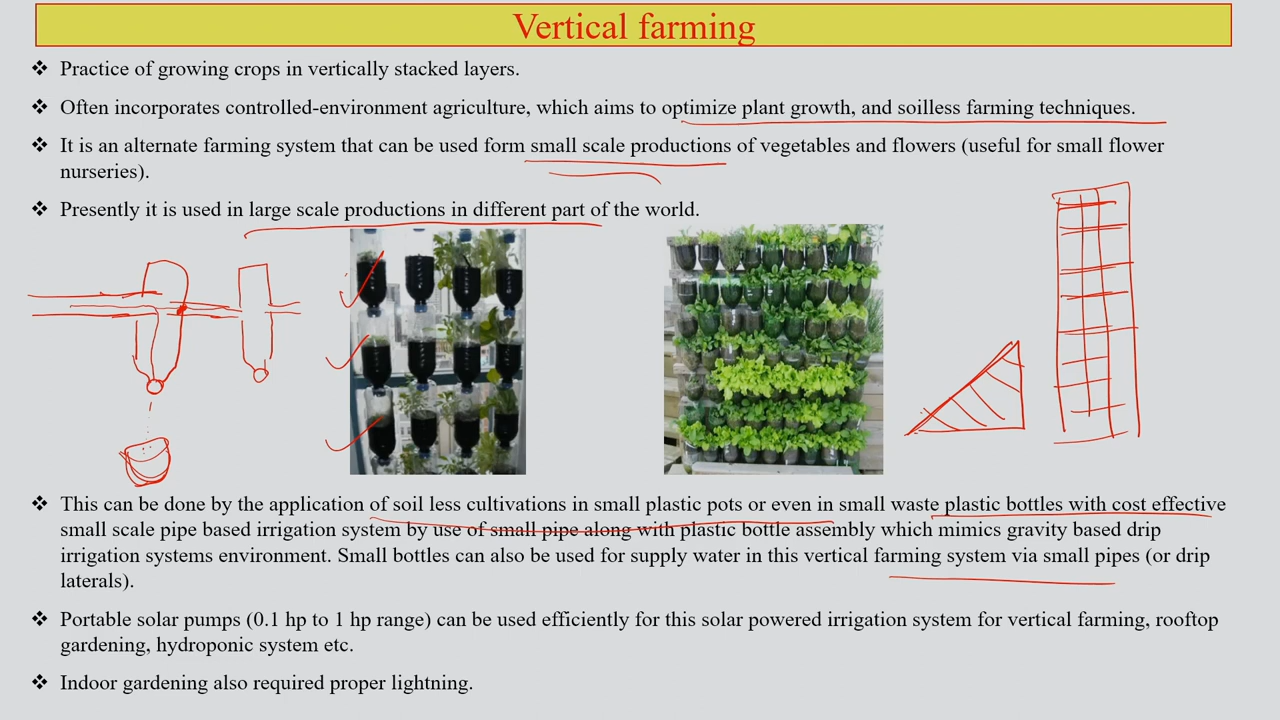 Vertical farming
❖ Practice of growing crops in vertically stacked layers.
❖ Often incorporates controlled-environment agriculture, which aims to optimize plant growth, and soilless farming techniques.
❖ It is an alternate farming system that can be used form small scale productions of vegetables and flowers (useful for small flower
nurseries).
❖ Presently it is used in large scale productions in different part of the world.
❖ This can be done by the application of soil less cultivations in small plastic pots or even in small waste plastic bottles with cost effective
small scale pipe based irrigation system by use of small pipe along with plastic bottle assembly which mimics gravity based drip
irrigation systems environment. Small bottles can also be used for supply water in this vertical farming system via small pipes (or drip
laterals).
❖ Portable solar pumps (0.1 hp to 1 hp range) can be used efficiently for this solar powered irrigation system for vertical farming, rooftop
gardening, hydroponic system etc.
❖ Indoor gardening also required proper lightning.